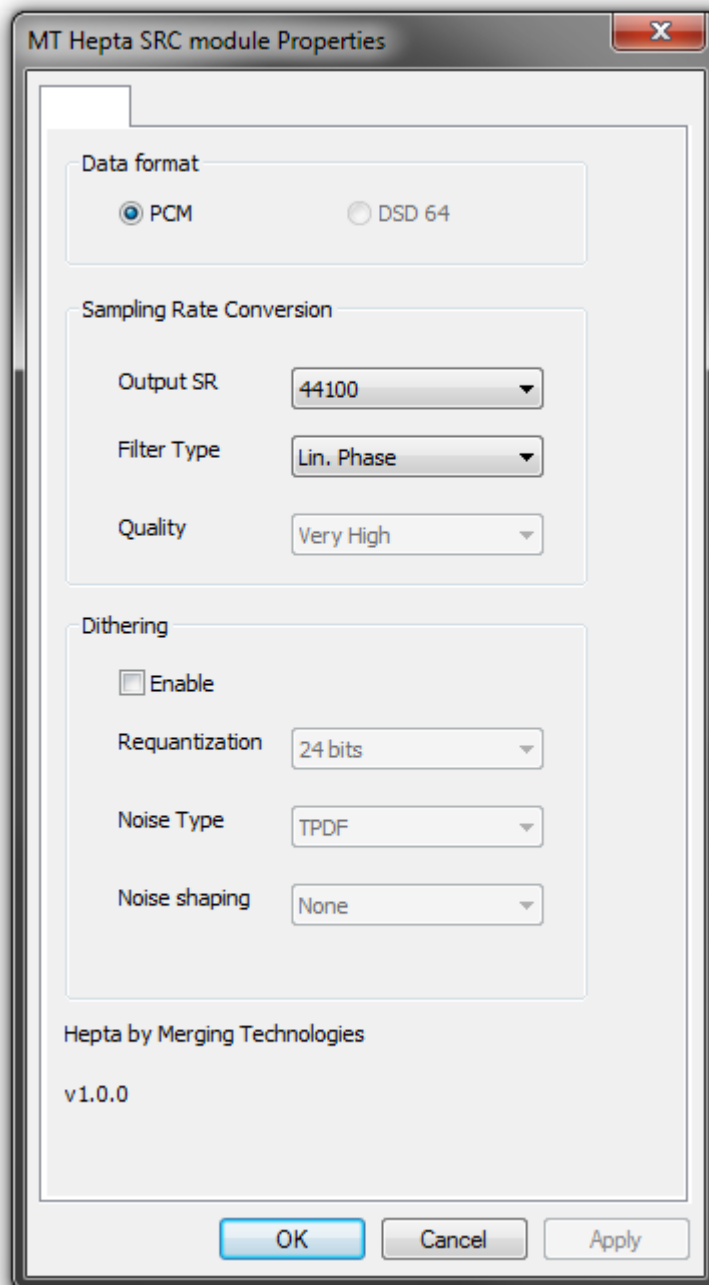 MT Hepta SRC module Properties
Data format
PCM DSD 64
Sampling Rate Conversion
Output SR 44100
Filter Type Lin. Phase
Quality Very High
Dithering
Enable
Requantization 24 bits
Noise Type TPDF
Noise shaping None
Hepta by Merging Technologies
v1.0.0
OK Cancel Apply